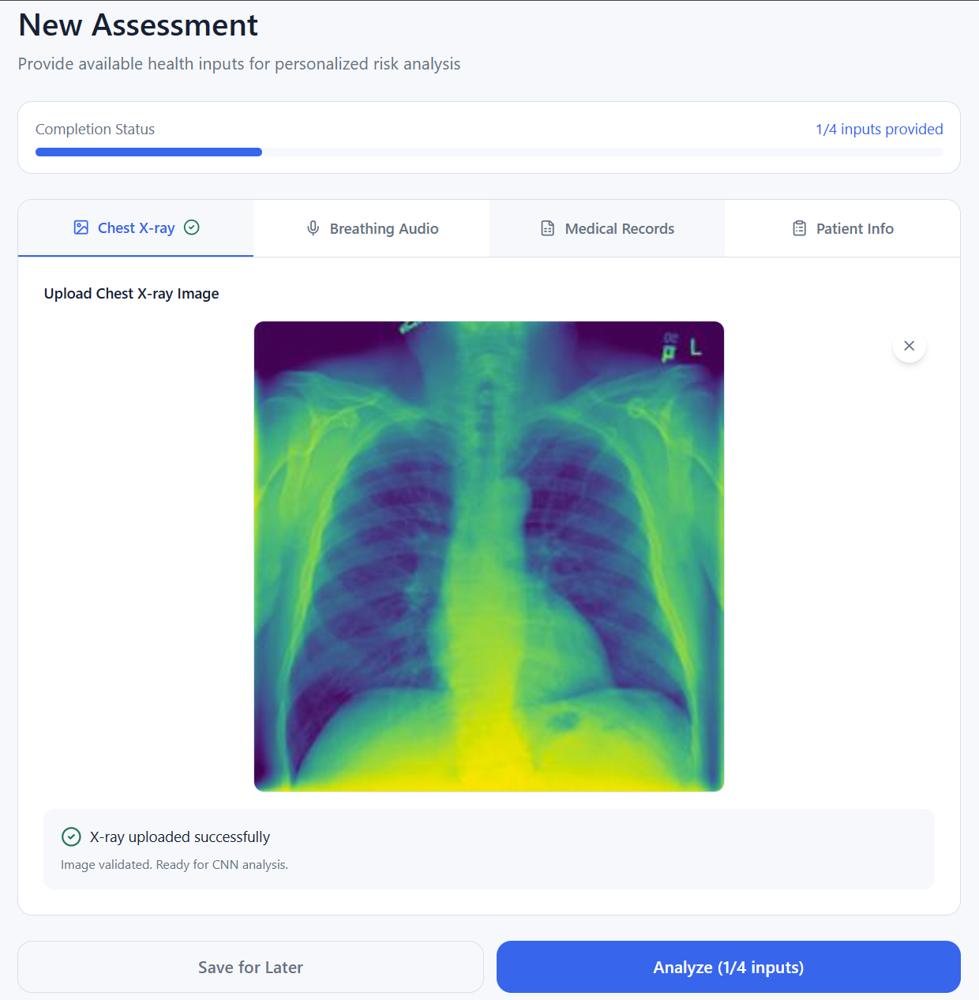 New Assessment
Provide available health inputs for personalized risk analysis
Completion Status
1/4 inputs provided
Chest X-ray
Breathing Audio
Medical Records
Patient Info
Upload Chest X-ray Image
L
X-ray uploaded successfully
Image validated. Ready for CNN analysis.
Save for Later
Analyze (1/4 inputs)